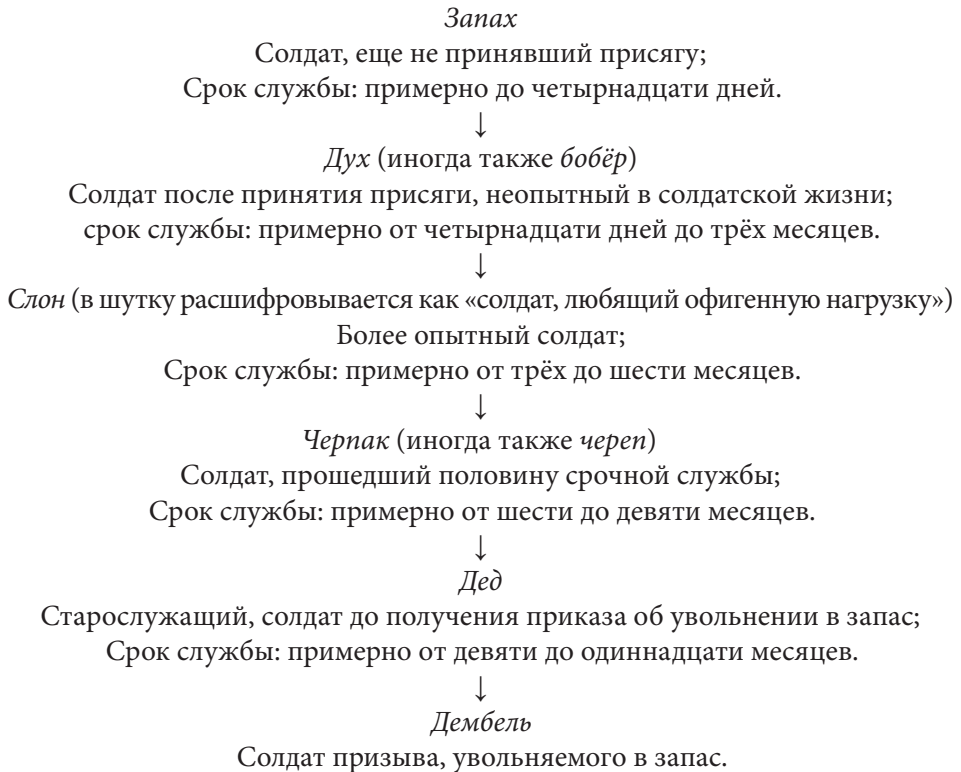 Запах
Солдат, еще не принявший присягу;
Срок службы: примерно до четырнадцати дней.
↓
Дух (иногда также бобёр)
Солдат после принятия присяги, неопытный в солдатской жизни;
срок службы: примерно от четырнадцати дней до трёх месяцев.
↓
Слон (в шутку расшифровывается как «солдат, любящий офигенную нагрузку»)
Более опытный солдат;
Срок службы: примерно от трёх до шести месяцев.
↓
Черпак (иногда также череп)
Солдат, прошедший половину срочной службы;
Срок службы: примерно от шести до девяти месяцев.
↓
Дед
Старослужащий, солдат до получения приказа об увольнении в запас;
Срок службы: примерно от девяти до одиннадцати месяцев.
↓
Дембель
Солдат призыва, увольняемого в запас.